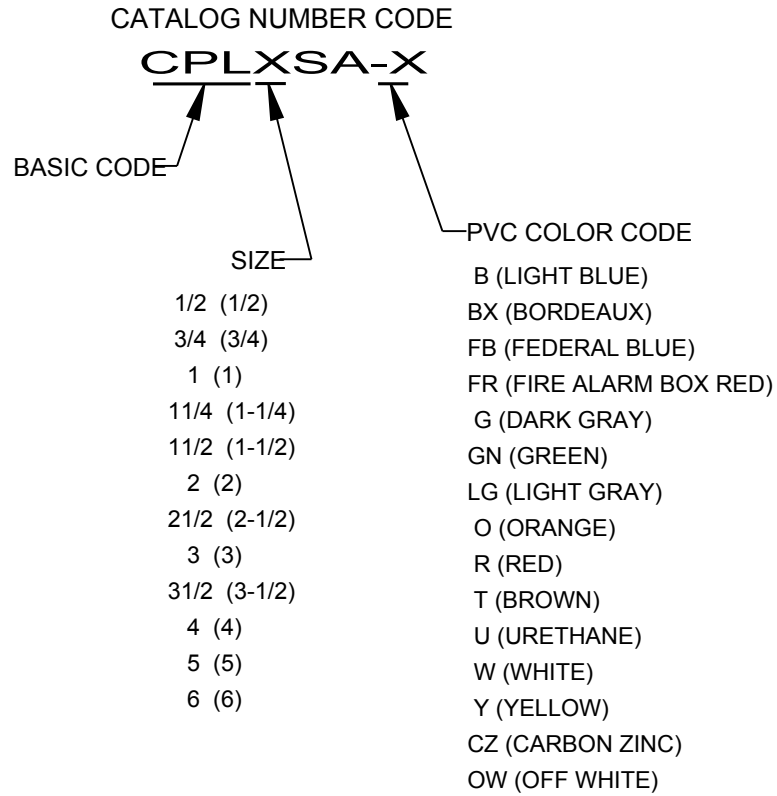 CATALOG NUMBER CODE
CPLXSA-X
BASIC CODE
SIZE
1/2 (1/2)
3/4 (3/4)
1 (1)
11/4 (1-1/4)
11/2 (1-1/2)
2 (2)
21/2 (2-1/2)
3 (3)
31/2 (3-1/2)
4 (4)
5 (5)
6 (6)
PVC COLOR CODE
B (LIGHT BLUE)
BX (BORDEAUX)
FB (FEDERAL BLUE)
FR (FIRE ALARM BOX RED)
G (DARK GRAY)
GN (GREEN)
LG (LIGHT GRAY)
O (ORANGE)
R (RED)
T (BROWN)
U (URETHANE)
W (WHITE)
Y (YELLOW)
CZ (CARBON ZINC)
OW (OFF WHITE)